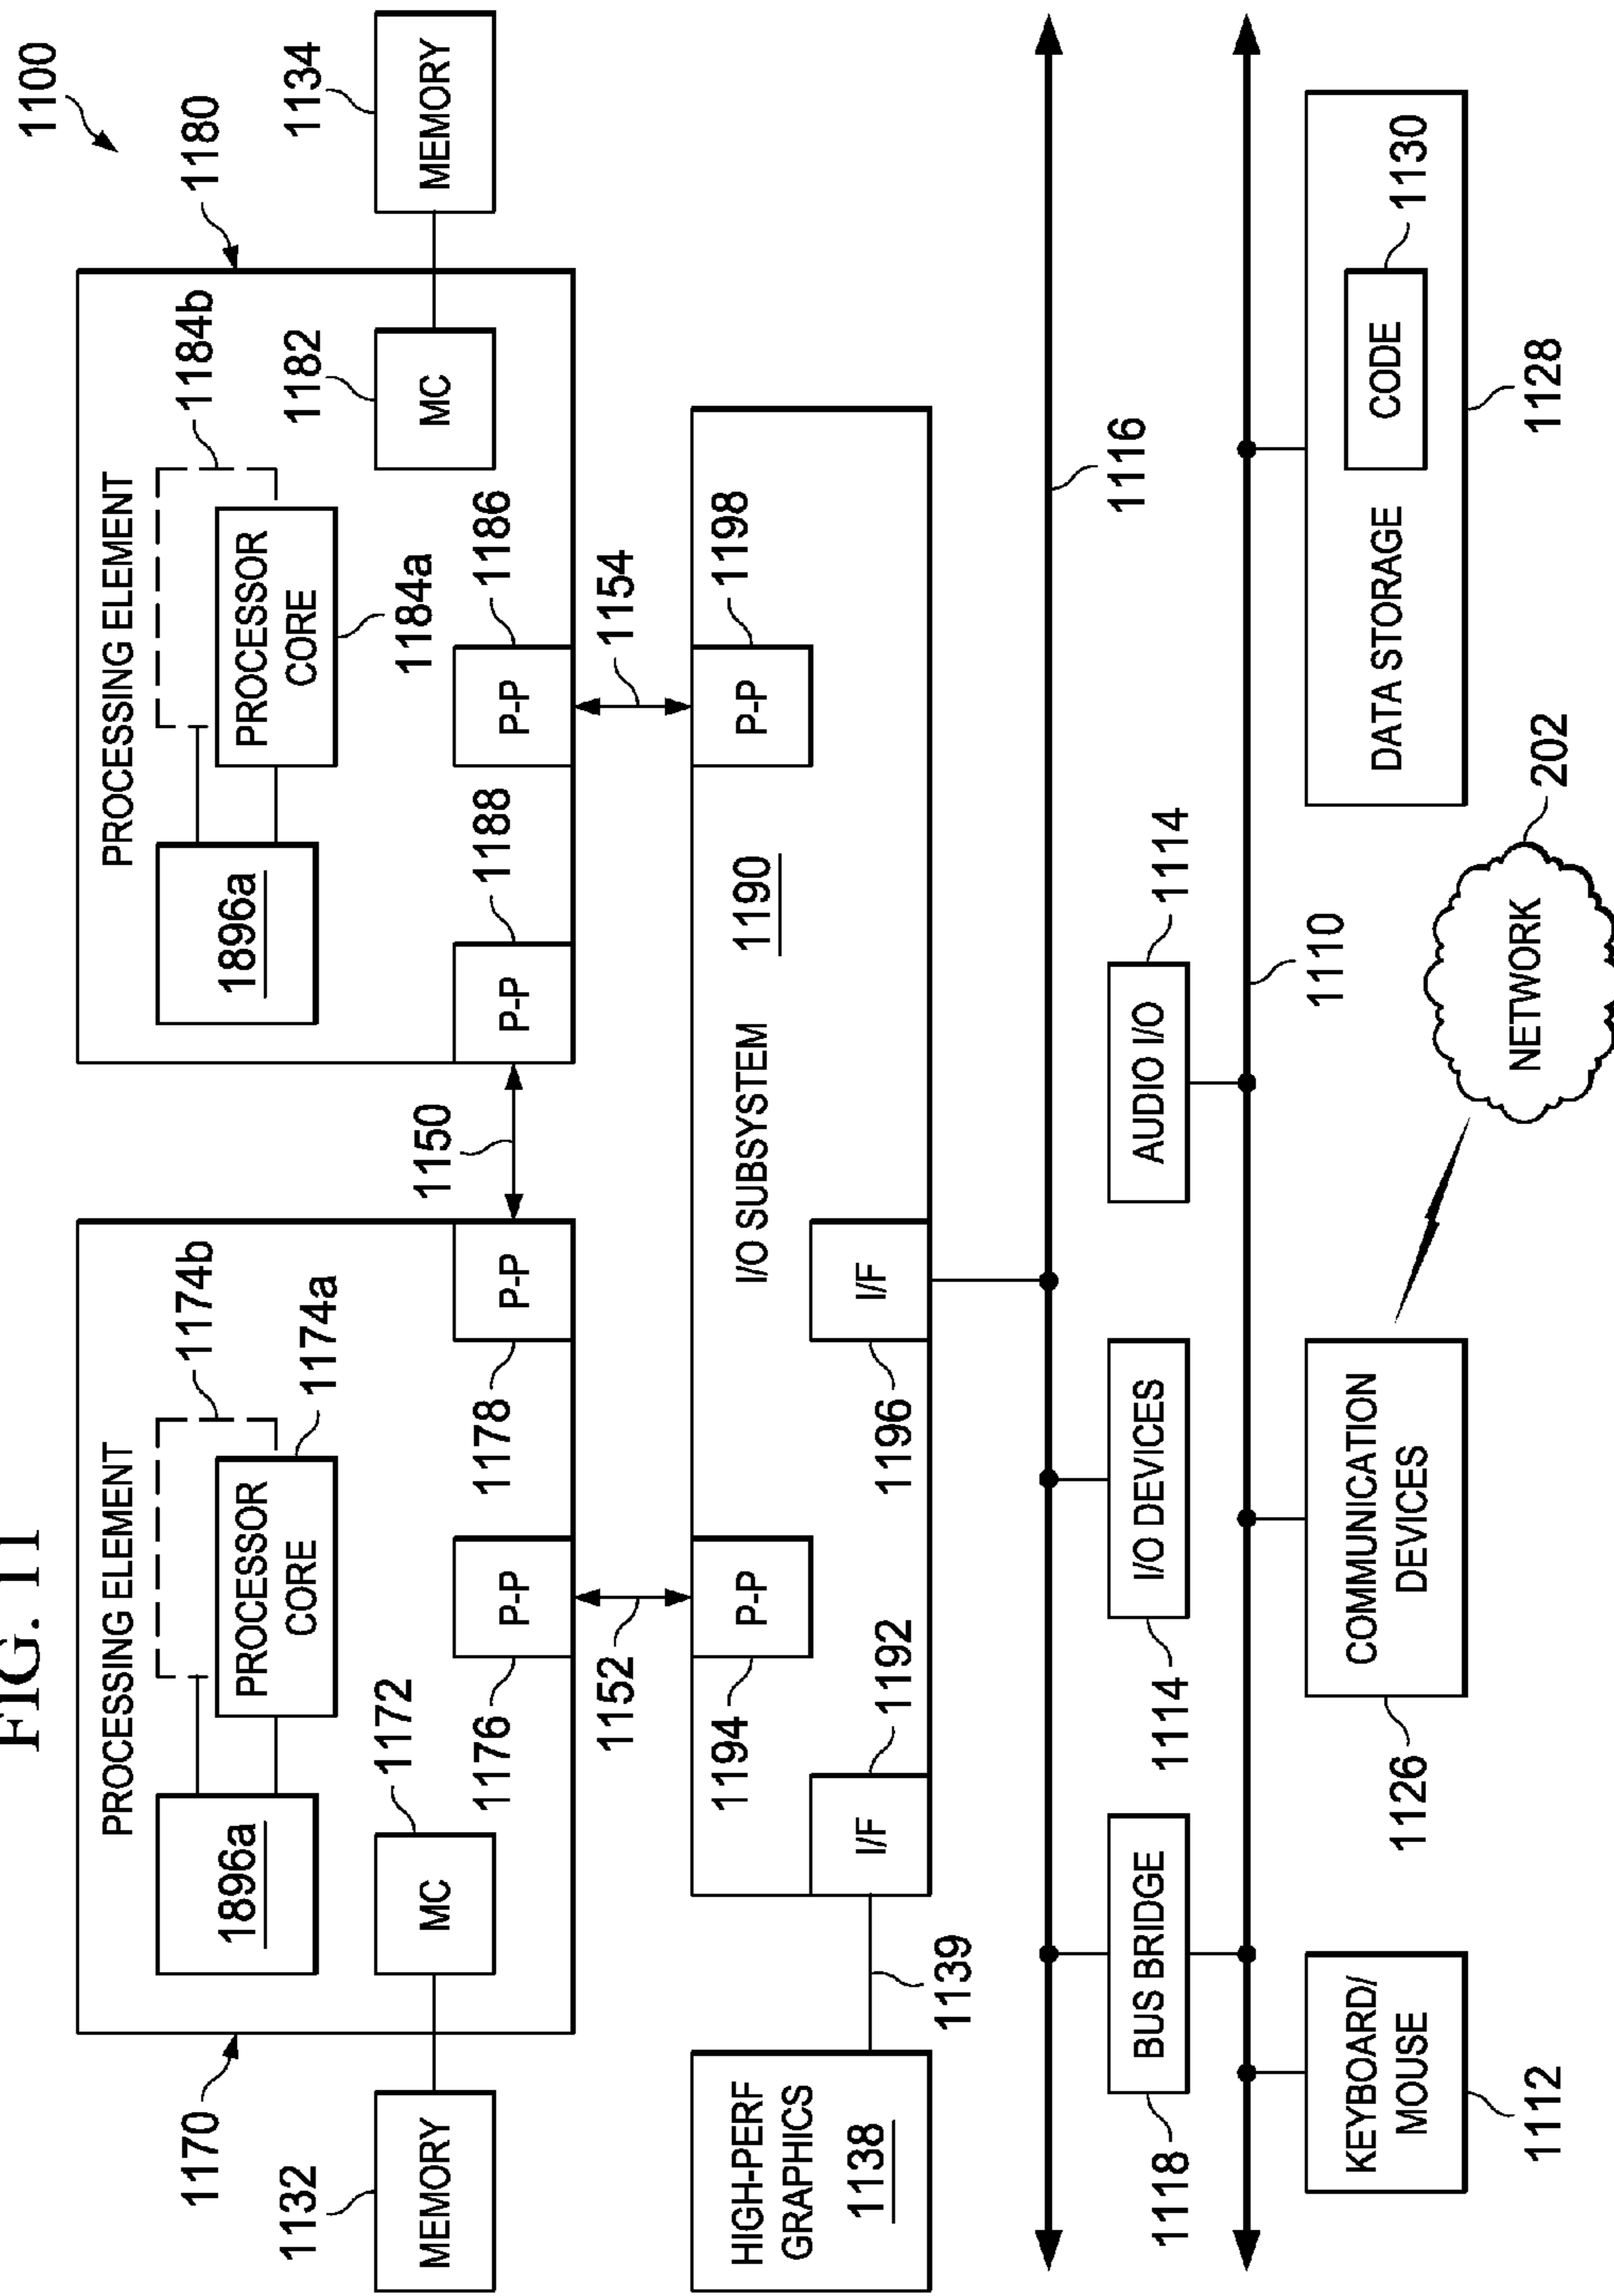 FIG. 11
1100
1170
PROCESSING ELEMENT
1174b
1896a
PROCESSOR
CORE
1174a
1132
MEMORY
MC
1172
1176
P-P
1178
P-P
1150
PROCESSING ELEMENT
1180
1184b
1896a
PROCESSOR
CORE
1184a
1188
P-P
P-P
1186
1182
MC
1134
MEMORY
1152
1154
HIGH-PERF
GRAPHICS
1138
1139
1194
P-P
I/O SUBSYSTEM 1190
P-P
1198
I/F
1192
I/F
1196
1116
1118
BUS BRIDGE
1114
I/O DEVICES
AUDIO I/O
1114
1110
KEYBOARD/
MOUSE
1112
1126
COMMUNICATION
DEVICES
NETWORK
202
DATA STORAGE
CODE
1130
1128